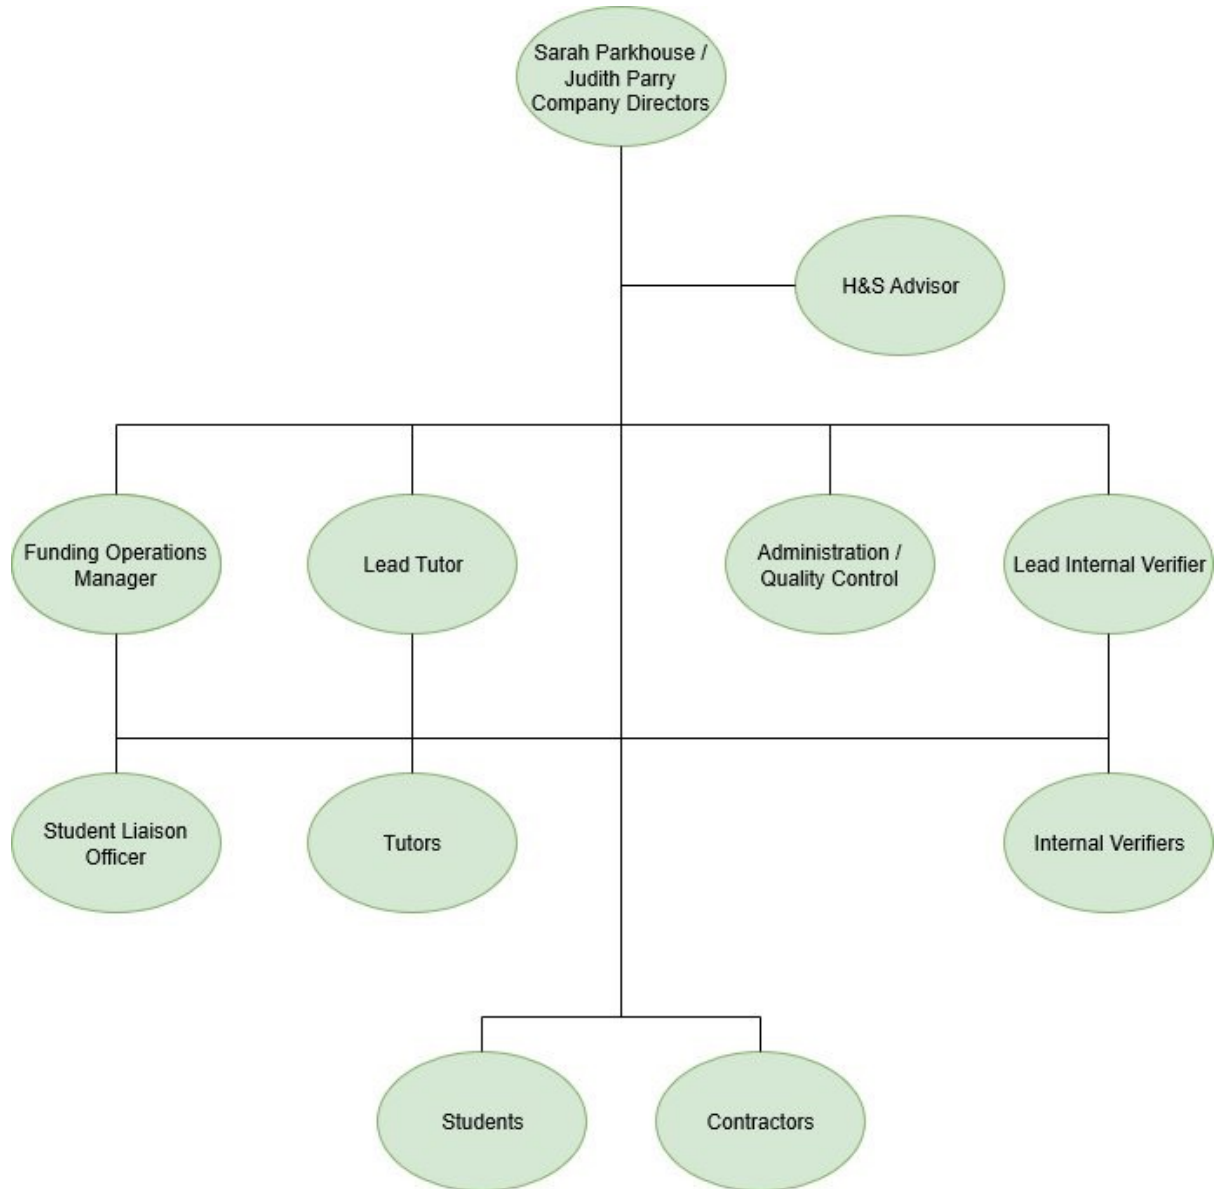 Sarah Parkhouse /
Judith Parry
Company Directors
H&S Advisor
Funding Operations
Manager
Lead Tutor
Administration /
Quality Control
Lead Internal Verifier
Student Liaison
Officer
Tutors
Internal Verifiers
Students
Contractors